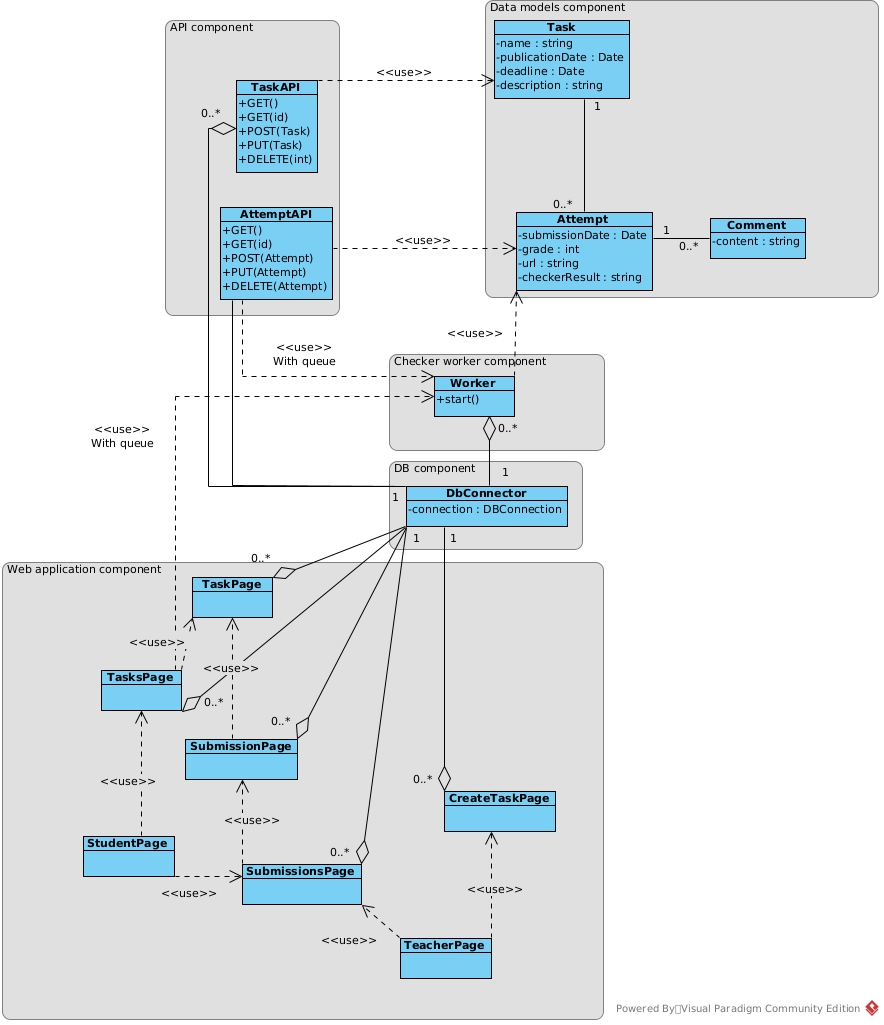 Data models component
API component
Task
-name : string
-publicationDate : Date
-deadline : Date
-description : string
<<use>>
TaskAPI
+GET()
+GET(id)
+POST(Task)
+PUT(Task)
+DELETE(int)
0..*
1
0..*
AttemptAPI
+GET()
+GET(id)
+POST(Attempt)
+PUT(Attempt)
+DELETE(Attempt)
<<use>>
Attempt
-submissionDate : Date
-grade : int
-url : string
-checkerResult : string
1
0..*
Comment
-content : string
<<use>>
<<use>>
With queue
Checker worker component
Worker
+start()
<<use>>
With queue
0..*
1
DB component
DbConnector
-connection : DBConnection
1
1
1
Web application component
0..*
TaskPage
<<use>>
<<use>>
TasksPage
0..*
0..*
SubmissionPage
<<use>>
0..*
CreateTaskPage
<<use>>
StudentPage
0..*
SubmissionsPage
<<use>>
<<use>>
<<use>>
TeacherPage
Powered By Visual Paradigm Community Edition